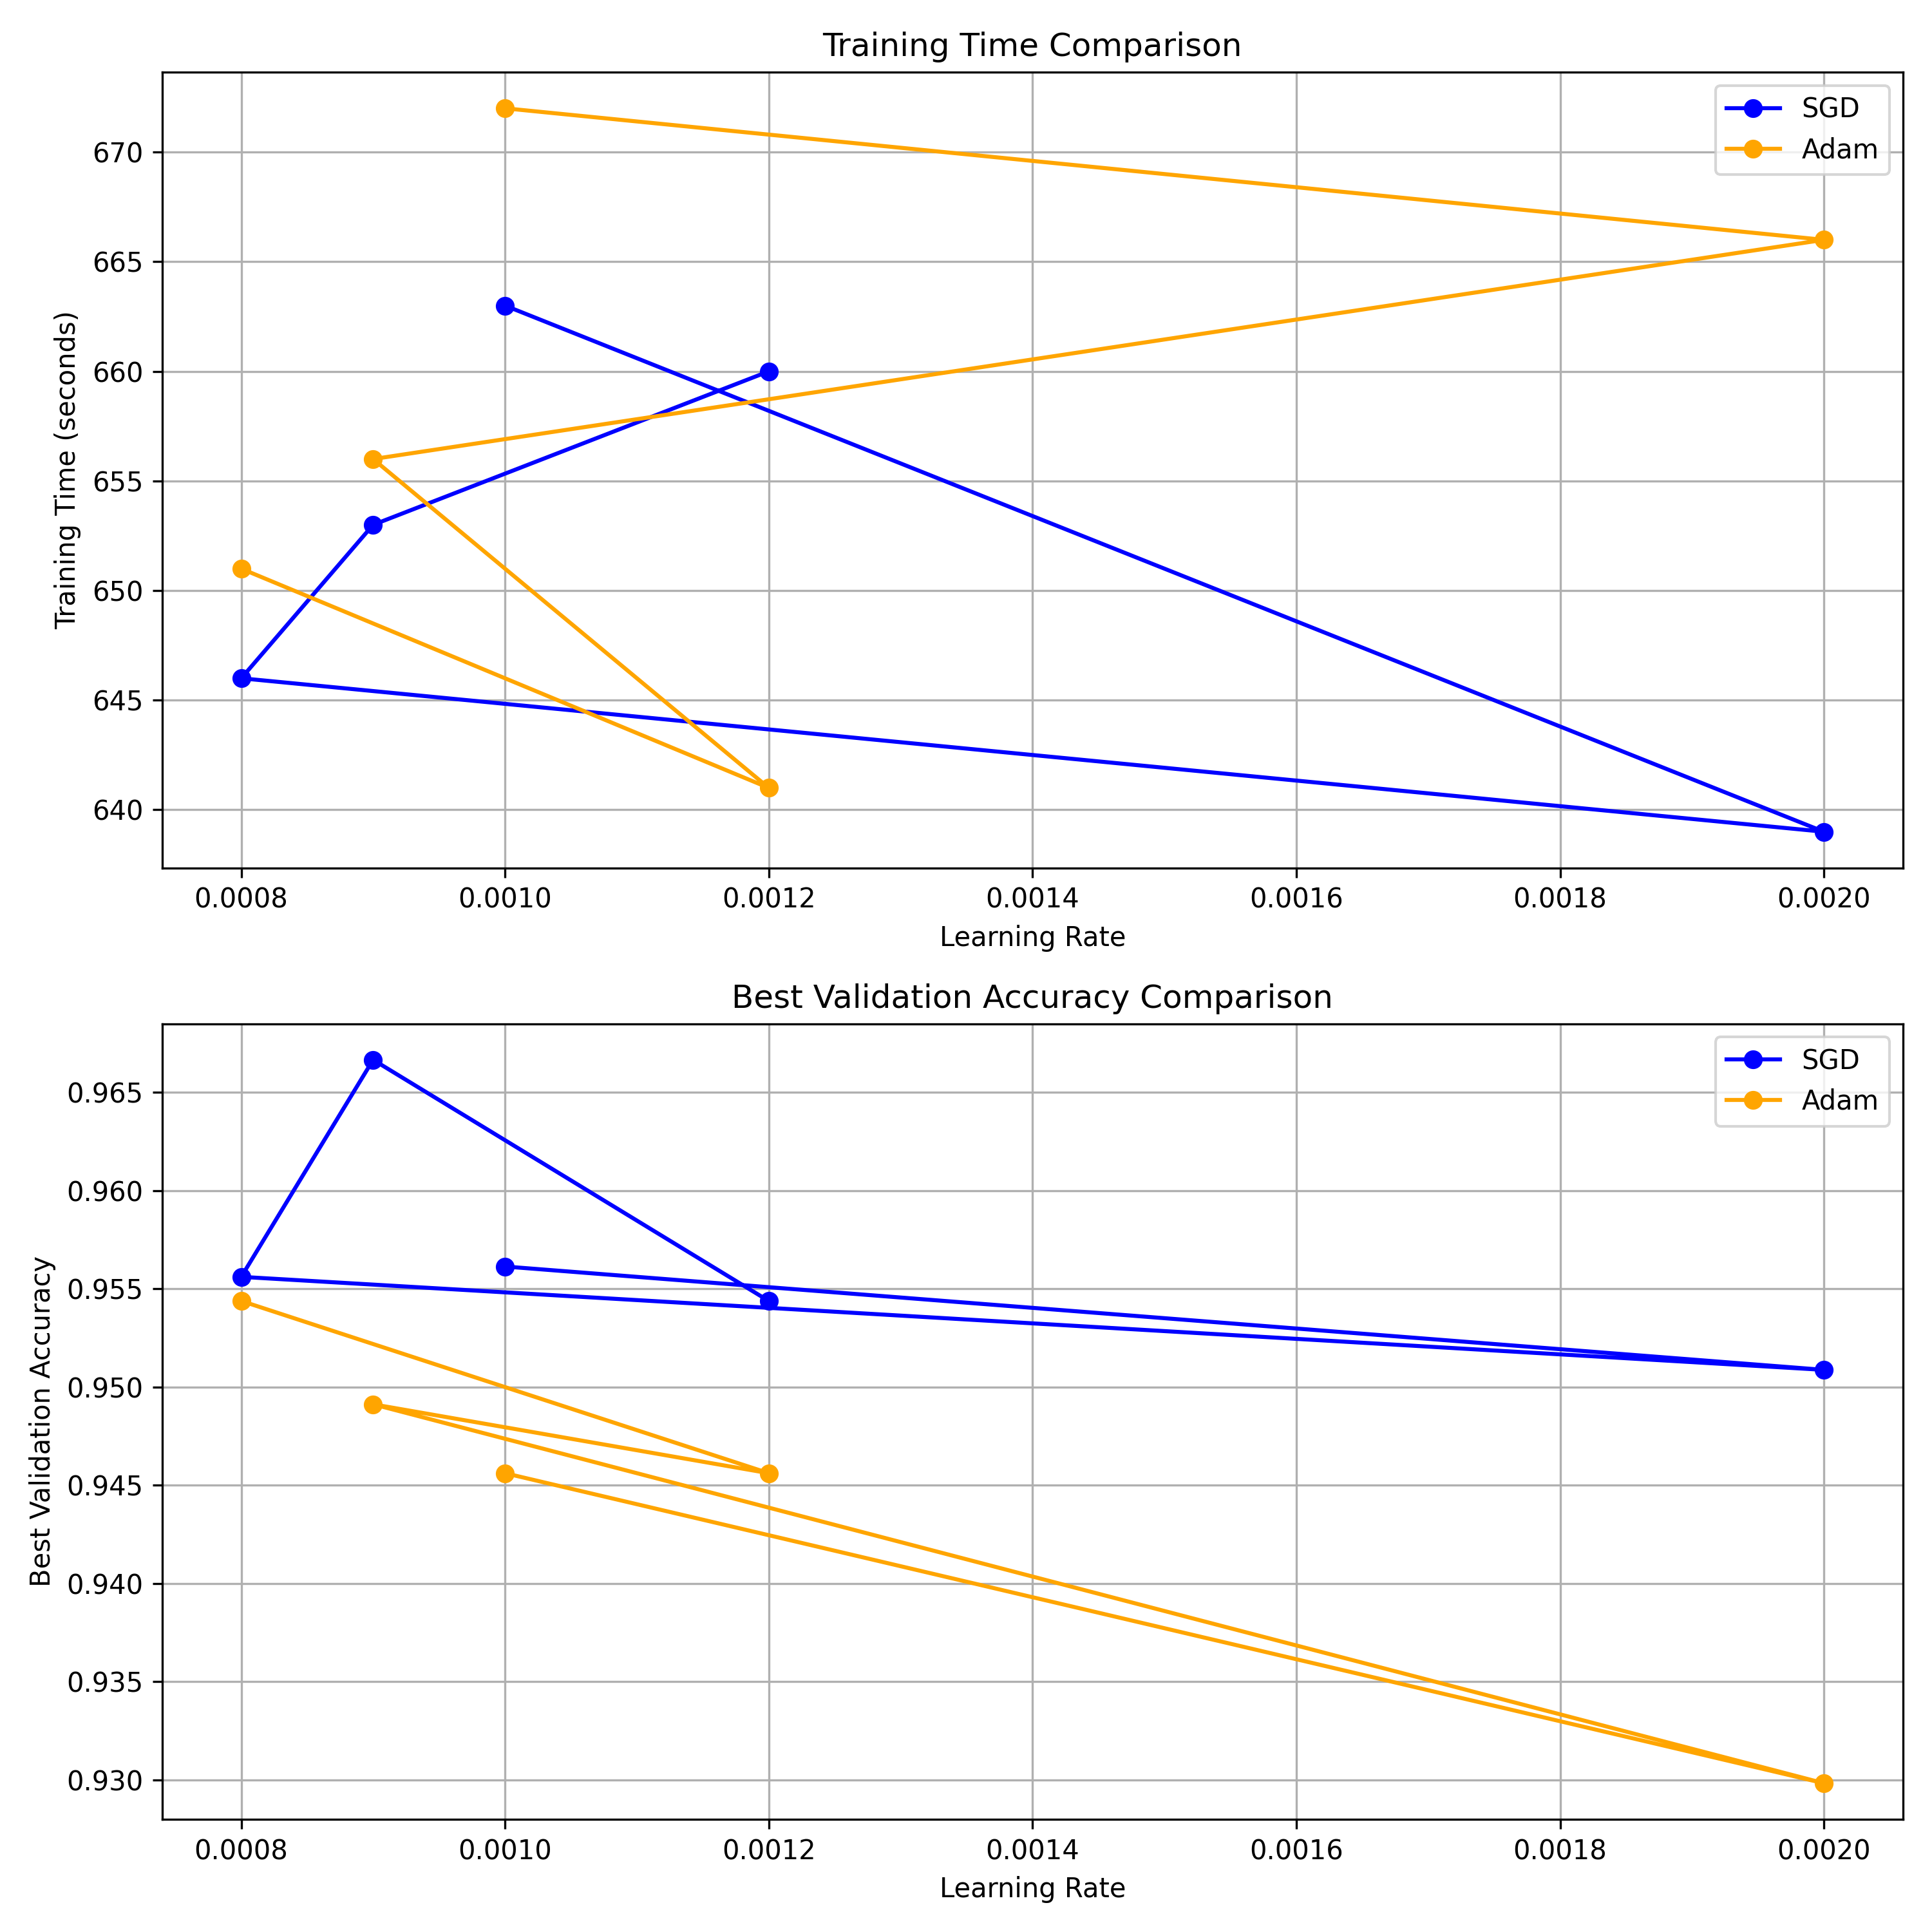 Training Time Comparison
SGD
Adam
670
665
660
655
650
645
640
Training Time (seconds)
0.0008 0.0010 0.0012 0.0014 0.0016 0.0018 0.0020
Learning Rate
Best Validation Accuracy Comparison
SGD
Adam
0.965
0.960
0.955
0.950
0.945
0.940
0.935
0.930
Best Validation Accuracy
0.0008 0.0010 0.0012 0.0014 0.0016 0.0018 0.0020
Learning Rate